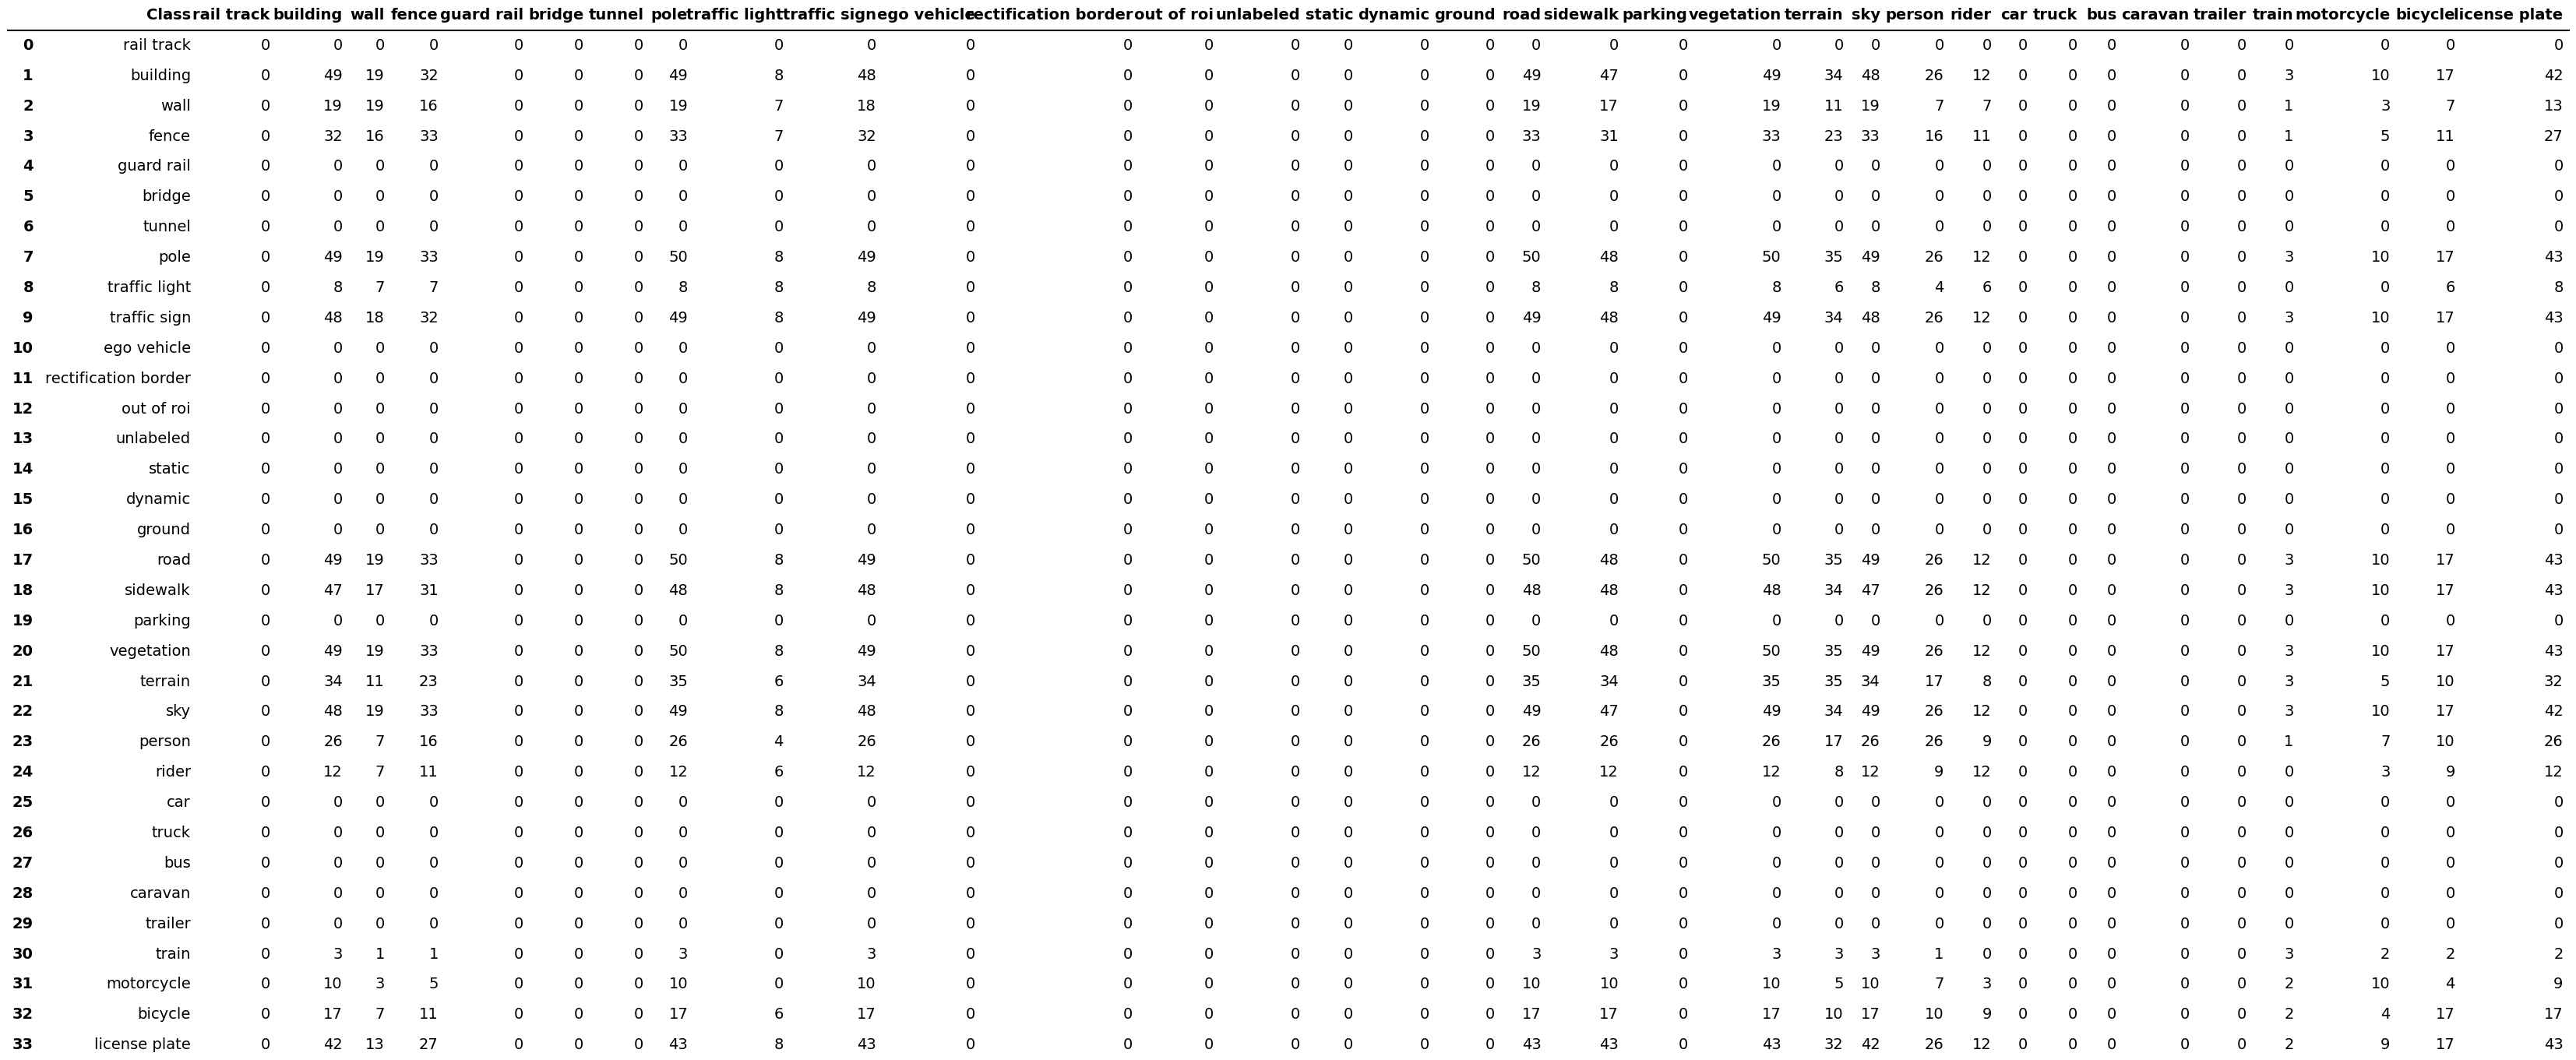 Class rail track building wall fence guard rail bridge tunnel pole traffic light traffic sign ego vehicle rectification border out of roi unlabeled static dynamic ground road sidewalk parking vegetation terrain sky person rider car truck bus caravan trailer train motorcycle bicycle license plate
0 rail track 0 0 0 0 0 0 0 0 0 0 0 0 0 0 0 0 0 0 0 0 0 0 0 0 0 0 0 0 0 0 0 0 0 0
1 building 0 49 19 32 0 0 0 49 8 48 0 0 0 0 0 0 0 49 47 0 49 34 48 26 12 0 0 0 0 0 3 10 17 42
2 wall 0 19 19 16 0 0 0 19 7 18 0 0 0 0 0 0 0 19 17 0 19 11 19 7 7 0 0 0 0 0 1 3 7 13
3 fence 0 32 16 33 0 0 0 33 7 32 0 0 0 0 0 0 0 33 31 0 33 23 33 16 11 0 0 0 0 0 1 5 11 27
4 guard rail 0 0 0 0 0 0 0 0 0 0 0 0 0 0 0 0 0 0 0 0 0 0 0 0 0 0 0 0 0 0 0 0 0 0
5 bridge 0 0 0 0 0 0 0 0 0 0 0 0 0 0 0 0 0 0 0 0 0 0 0 0 0 0 0 0 0 0 0 0 0 0
6 tunnel 0 0 0 0 0 0 0 0 0 0 0 0 0 0 0 0 0 0 0 0 0 0 0 0 0 0 0 0 0 0 0 0 0 0
7 pole 0 49 19 33 0 0 0 50 8 49 0 0 0 0 0 0 0 50 48 0 50 35 49 26 12 0 0 0 0 0 3 10 17 43
8 traffic light 0 8 7 7 0 0 0 8 8 8 0 0 0 0 0 0 0 8 8 0 8 6 8 4 6 0 0 0 0 0 0 0 6 8
9 traffic sign 0 48 18 32 0 0 0 49 8 49 0 0 0 0 0 0 0 49 48 0 49 34 48 26 12 0 0 0 0 0 3 10 17 43
10 ego vehicle 0 0 0 0 0 0 0 0 0 0 0 0 0 0 0 0 0 0 0 0 0 0 0 0 0 0 0 0 0 0 0 0 0 0
11 rectification border 0 0 0 0 0 0 0 0 0 0 0 0 0 0 0 0 0 0 0 0 0 0 0 0 0 0 0 0 0 0 0 0 0 0
12 out of roi 0 0 0 0 0 0 0 0 0 0 0 0 0 0 0 0 0 0 0 0 0 0 0 0 0 0 0 0 0 0 0 0 0 0
13 unlabeled 0 0 0 0 0 0 0 0 0 0 0 0 0 0 0 0 0 0 0 0 0 0 0 0 0 0 0 0 0 0 0 0 0 0
14 static 0 0 0 0 0 0 0 0 0 0 0 0 0 0 0 0 0 0 0 0 0 0 0 0 0 0 0 0 0 0 0 0 0 0
15 dynamic 0 0 0 0 0 0 0 0 0 0 0 0 0 0 0 0 0 0 0 0 0 0 0 0 0 0 0 0 0 0 0 0 0 0
16 ground 0 0 0 0 0 0 0 0 0 0 0 0 0 0 0 0 0 0 0 0 0 0 0 0 0 0 0 0 0 0 0 0 0 0
17 road 0 49 19 33 0 0 0 50 8 49 0 0 0 0 0 0 0 50 48 0 50 35 49 26 12 0 0 0 0 0 3 10 17 43
18 sidewalk 0 47 17 31 0 0 0 48 8 48 0 0 0 0 0 0 0 48 48 0 48 34 47 26 12 0 0 0 0 0 3 10 17 43
19 parking 0 0 0 0 0 0 0 0 0 0 0 0 0 0 0 0 0 0 0 0 0 0 0 0 0 0 0 0 0 0 0 0 0 0
20 vegetation 0 49 19 33 0 0 0 50 8 49 0 0 0 0 0 0 0 50 48 0 50 35 49 26 12 0 0 0 0 0 3 10 17 43
21 terrain 0 34 11 23 0 0 0 35 6 34 0 0 0 0 0 0 0 35 34 0 35 35 34 17 8 0 0 0 0 0 3 5 10 32
22 sky 0 48 19 33 0 0 0 49 8 48 0 0 0 0 0 0 0 49 47 0 49 34 49 26 12 0 0 0 0 0 3 10 17 42
23 person 0 26 7 16 0 0 0 26 4 26 0 0 0 0 0 0 0 26 26 0 26 17 26 26 9 0 0 0 0 0 1 7 10 26
24 rider 0 12 7 11 0 0 0 12 6 12 0 0 0 0 0 0 0 12 12 0 12 8 12 9 12 0 0 0 0 0 0 3 9 12
25 car 0 0 0 0 0 0 0 0 0 0 0 0 0 0 0 0 0 0 0 0 0 0 0 0 0 0 0 0 0 0 0 0 0 0
26 truck 0 0 0 0 0 0 0 0 0 0 0 0 0 0 0 0 0 0 0 0 0 0 0 0 0 0 0 0 0 0 0 0 0 0
27 bus 0 0 0 0 0 0 0 0 0 0 0 0 0 0 0 0 0 0 0 0 0 0 0 0 0 0 0 0 0 0 0 0 0 0
28 caravan 0 0 0 0 0 0 0 0 0 0 0 0 0 0 0 0 0 0 0 0 0 0 0 0 0 0 0 0 0 0 0 0 0 0
29 trailer 0 0 0 0 0 0 0 0 0 0 0 0 0 0 0 0 0 0 0 0 0 0 0 0 0 0 0 0 0 0 0 0 0 0
30 train 0 3 1 1 0 0 0 3 0 3 0 0 0 0 0 0 0 3 3 0 3 3 3 1 0 0 0 0 0 0 3 2 2 2
31 motorcycle 0 10 3 5 0 0 0 10 0 10 0 0 0 0 0 0 0 10 10 0 10 5 10 7 3 0 0 0 0 0 2 10 4 9
32 bicycle 0 17 7 11 0 0 0 17 6 17 0 0 0 0 0 0 0 17 17 0 17 10 17 10 9 0 0 0 0 0 2 4 17 17
33 license plate 0 42 13 27 0 0 0 43 8 43 0 0 0 0 0 0 0 43 43 0 43 32 42 26 12 0 0 0 0 0 2 9 17 43